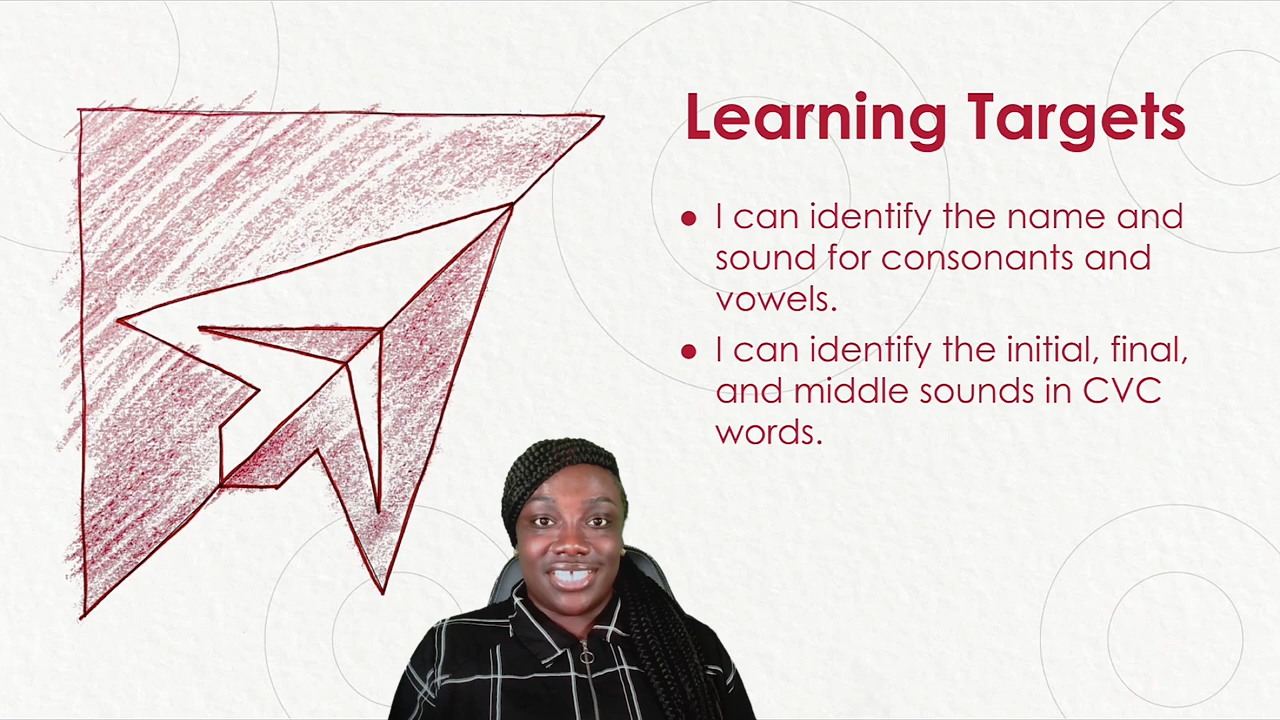 Learning Targets
● I can identify the name and
sound for consonants and
vowels.
● I can identify the initial, final,
and middle sounds in CVC
words.